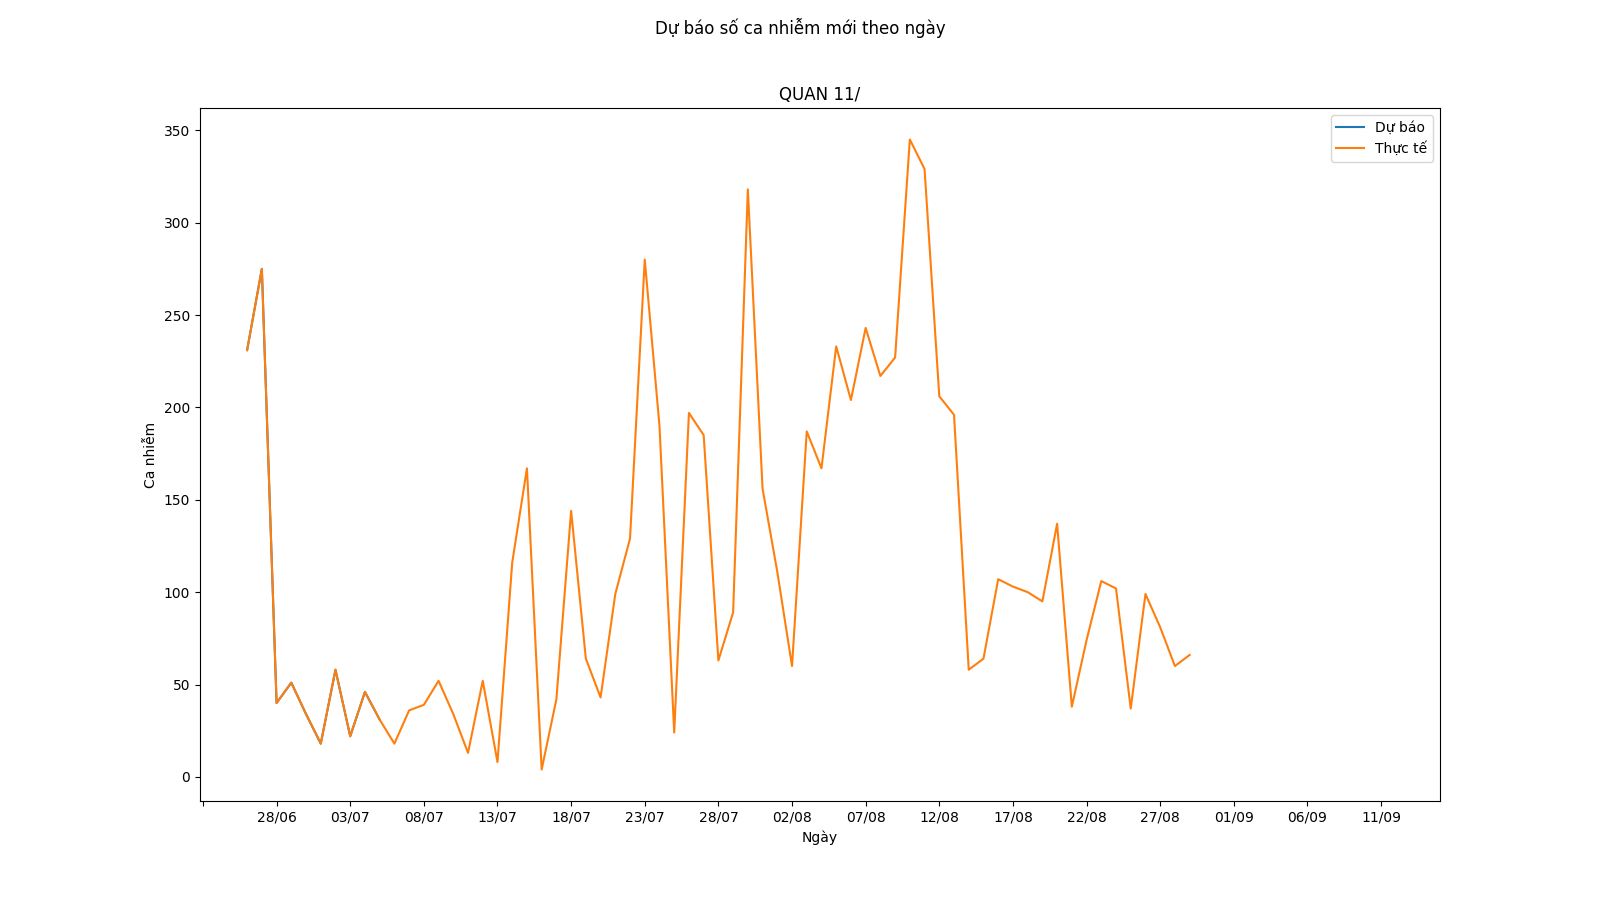 Dự báo số ca nhiễm mới theo ngày
QUAN 11/
Dự báo
Thực tế
350
300
250
200
150
100
50
0
Ca nhiễm
28/06 03/07 08/07 13/07 18/07 23/07 28/07 02/08 07/08 12/08 17/08 22/08 27/08 01/09 06/09 11/09
Ngày